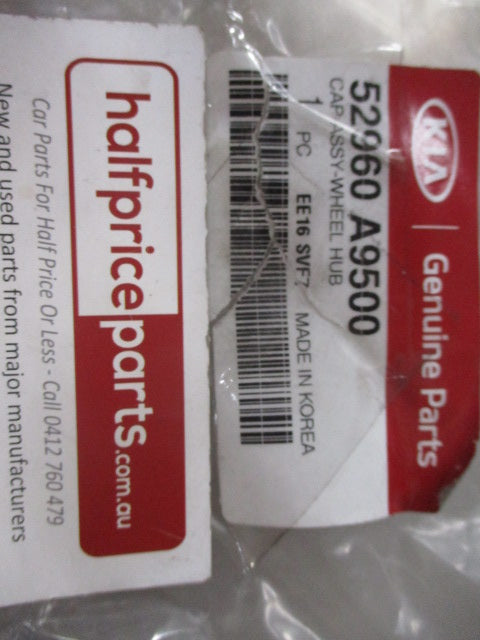 KIA | Genuine Parts
52960 A9500
CAP ASSY-WHEEL HUB
1 PC EE16 SVF7 MADE IN KOREA
halfpriceparts.com.au
Car Parts For Half Price Or Less - Call 0412 760 479
New and used parts from major manufacturers